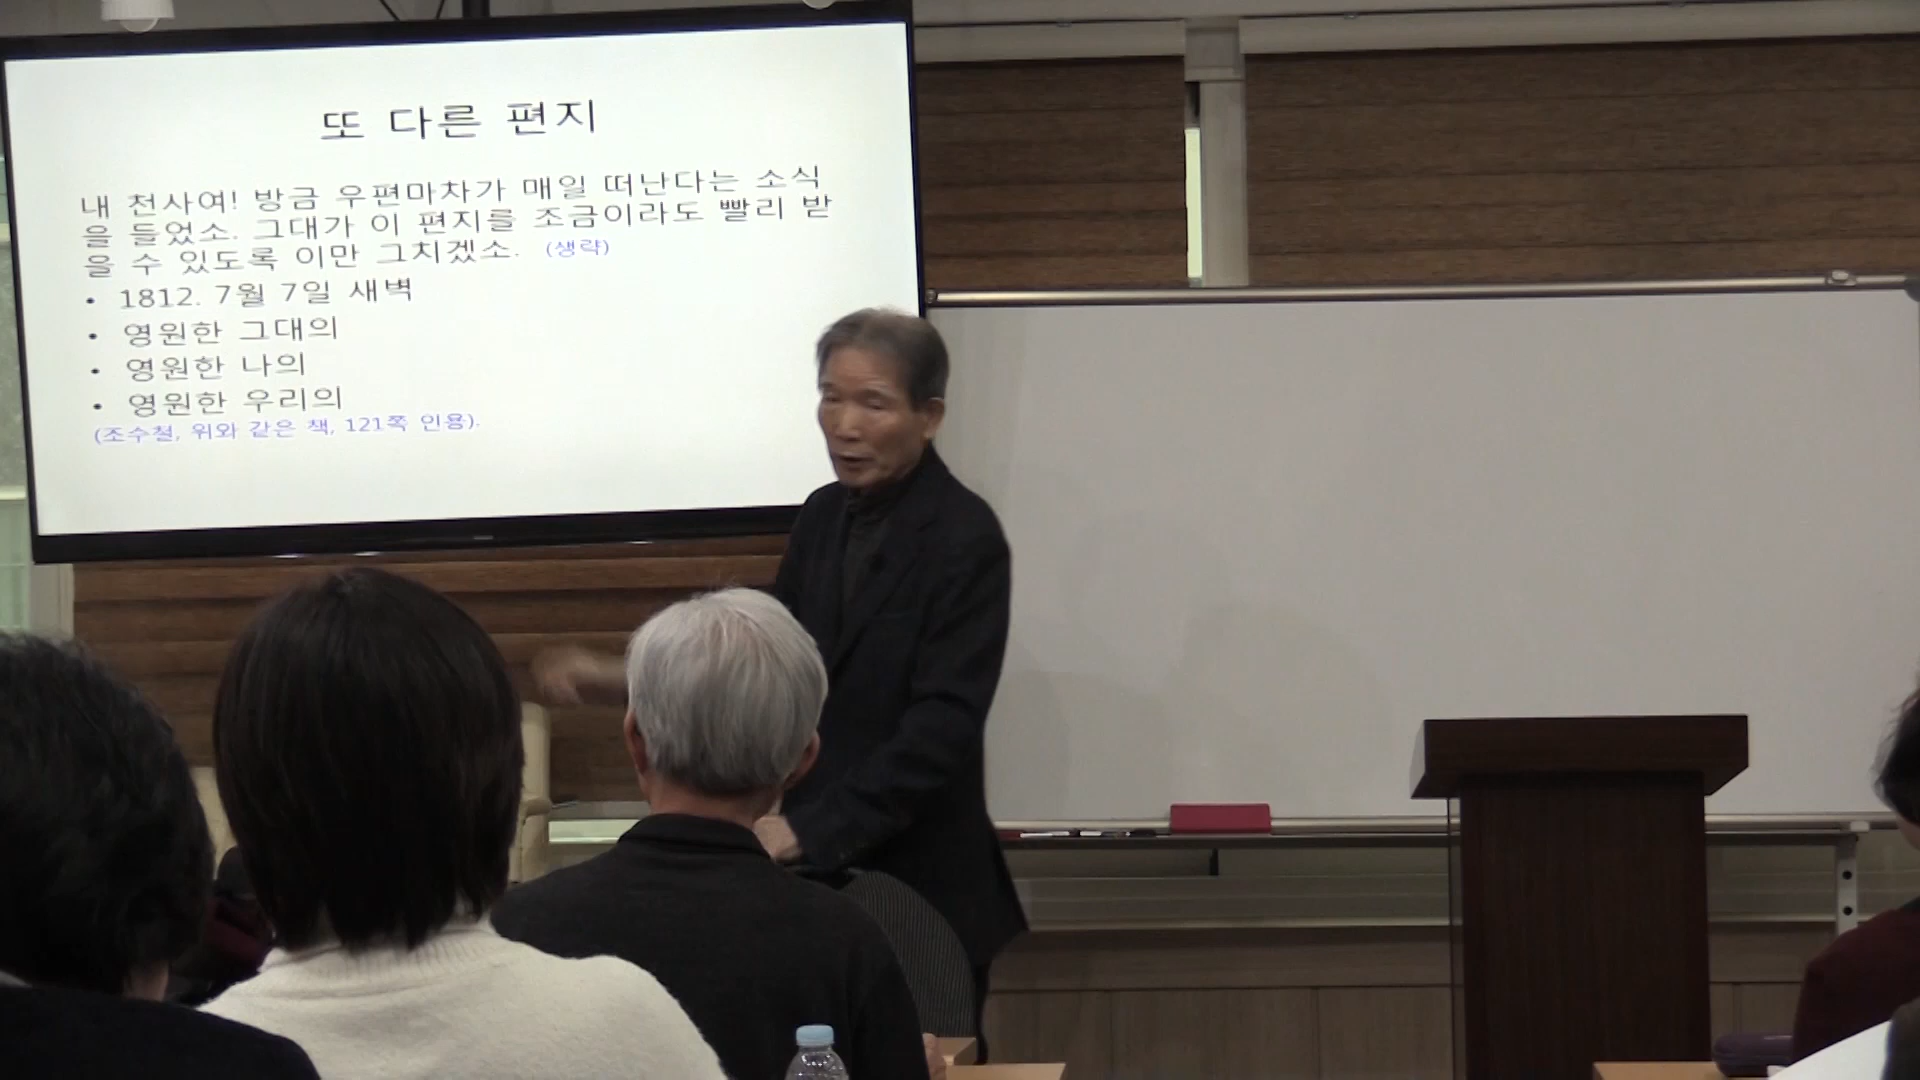 또 다른 편지
내 천사여! 방금 우편마차가 매일 떠난다는 소식
을 들었소. 그대가 이 편지를 조금이라도 빨리 받
을 수 있도록 이만 그치겠소. (생략)
• 1812. 7월 7일 새벽
• 영원한 그대의
• 영원한 나의
• 영원한 우리의
(조수철, 위와 같은 책, 121쪽 인용).